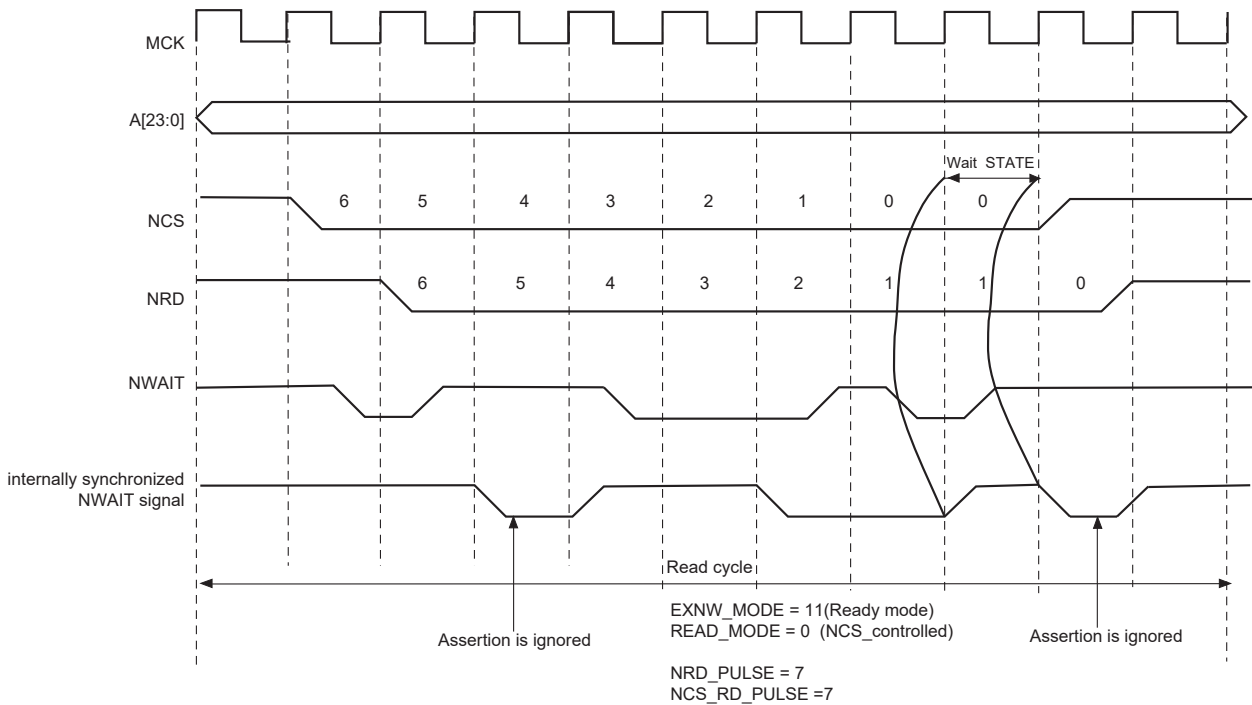 MCK
A[23:0]
Wait STATE
NCS
6 5 4 3 2 1 0 0
NRD
6 5 4 3 2 1 1 0
NWAIT
internally synchronized
NWAIT signal
Read cycle
EXNW_MODE = 11(Ready mode)
READ_MODE = 0 (NCS_controlled)
Assertion is ignored
Assertion is ignored
NRD_PULSE = 7
NCS_RD_PULSE =7